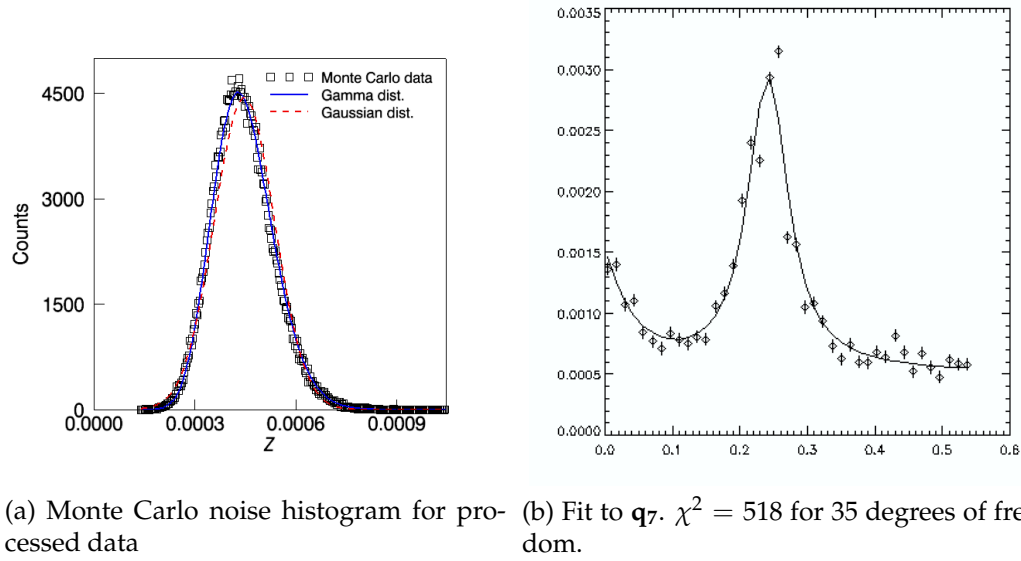 Monte Carlo data
Gamma dist.
Gaussian dist.
4500
3000
1500
0
Counts
0.0000
0.0003
0.0006
0.0009
Z
0.0035
0.0030
0.0025
0.0020
0.0015
0.0010
0.0005
0.0000
0.0
0.1
0.2
0.3
0.4
0.5
0.6
(a) Monte Carlo noise histogram for pro-
cessed data
(b) Fit to q₇. χ² = 518 for 35 degrees of fre
dom.